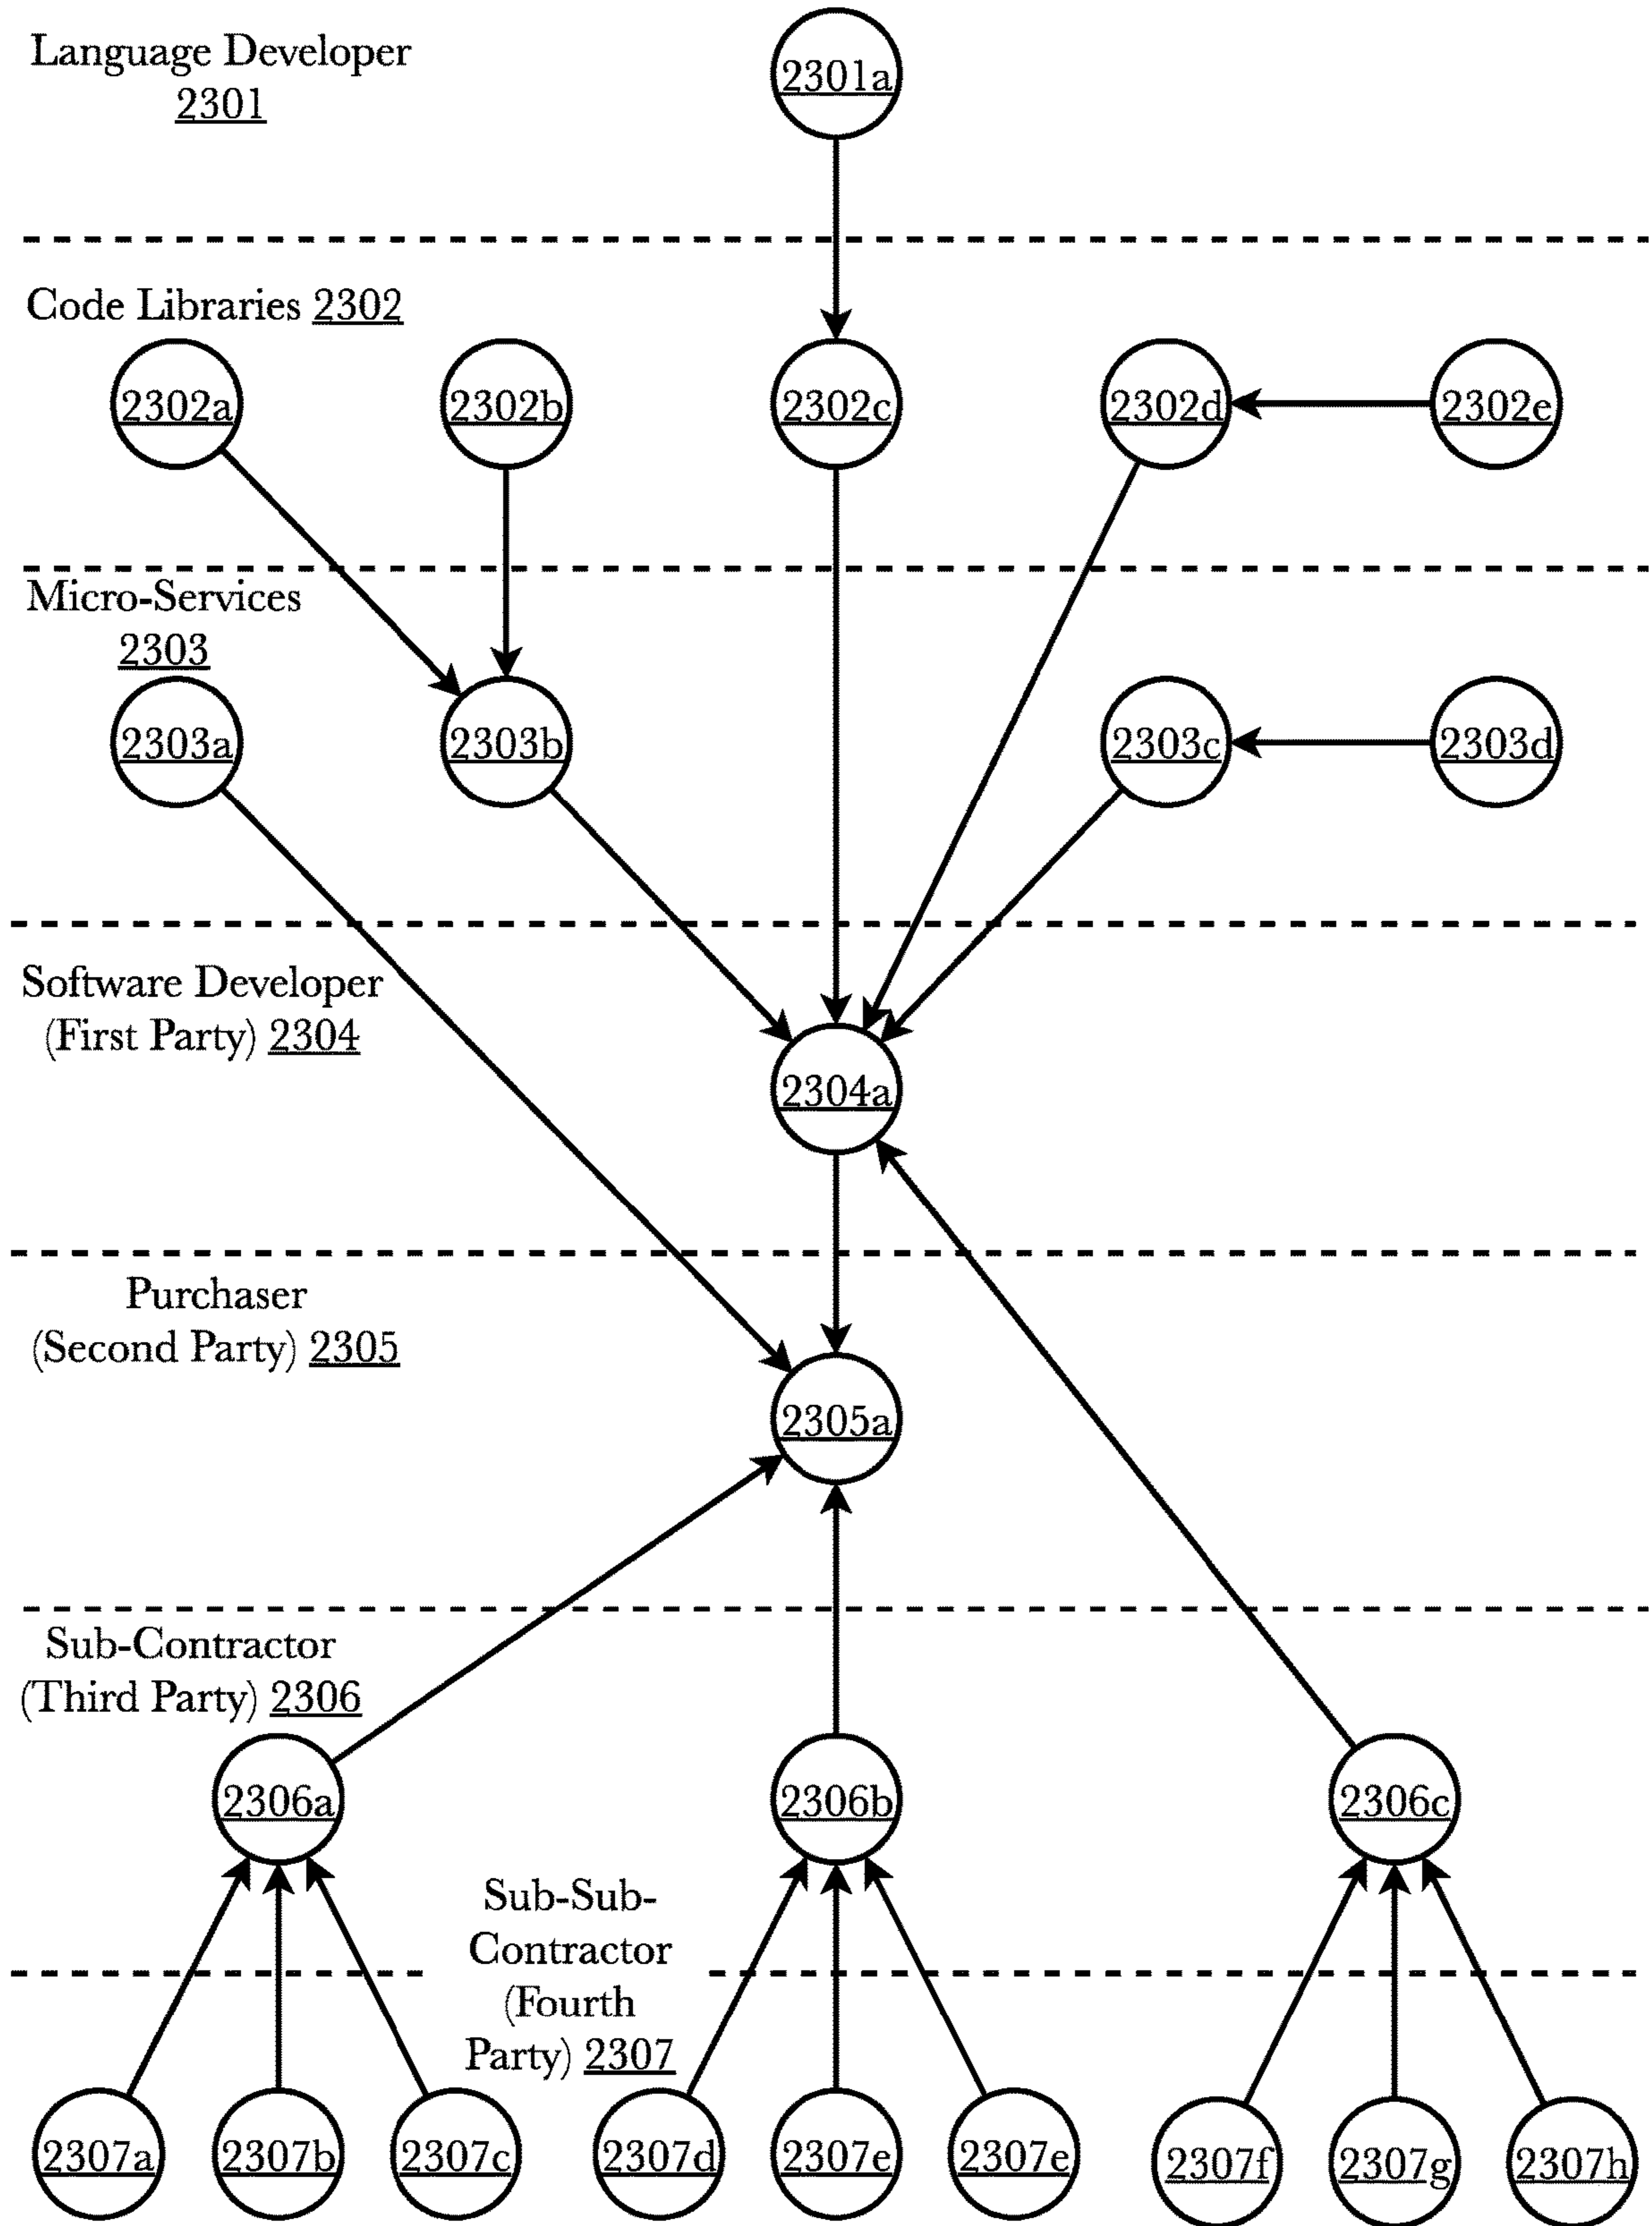 Language Developer
2301
2301a
Code Libraries 2302
2302a
2302b
2302c
2302d
2302e
Micro-Services
2303
2303a
2303b
2303c
2303d
Software Developer
(First Party) 2304
2304a
Purchaser
(Second Party) 2305
2305a
Sub-Contractor
(Third Party) 2306
2306a
2306b
2306c
Sub-Sub-
Contractor
(Fourth
Party) 2307
2307a
2307b
2307c
2307d
2307e
2307e
2307f
2307g
2307h